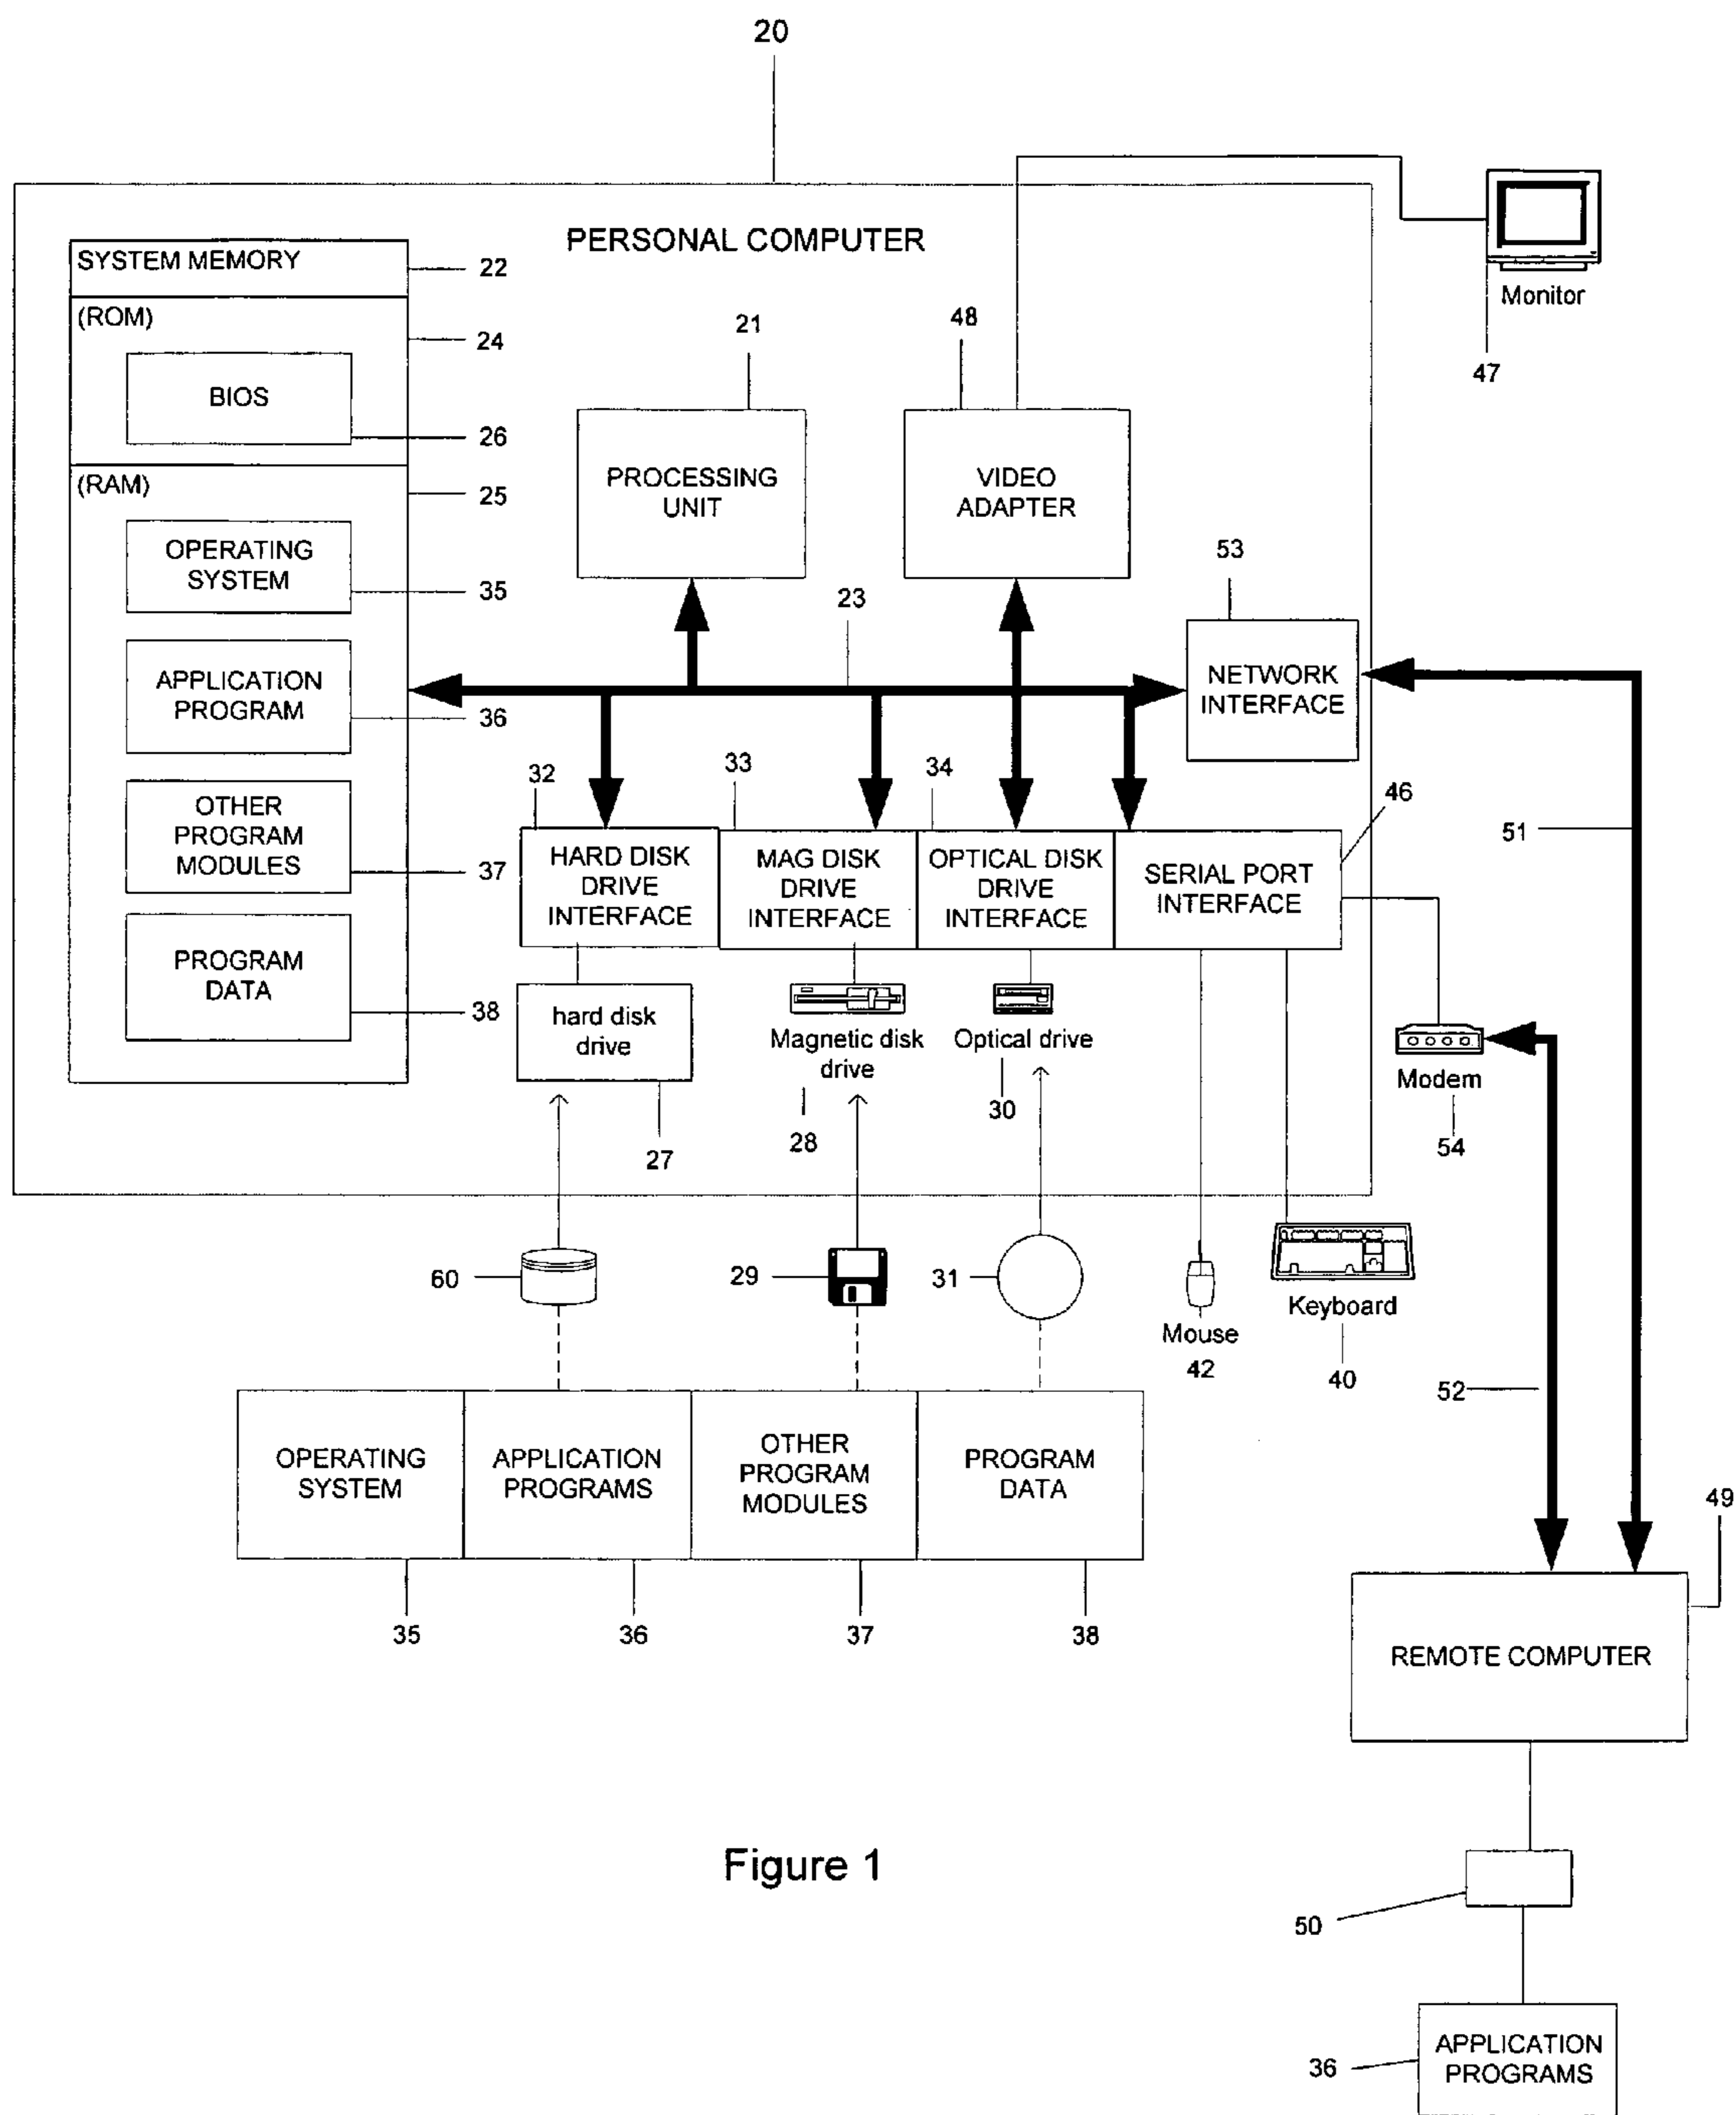 20
PERSONAL COMPUTER
SYSTEM MEMORY
22
(ROM)
24
BIOS
26
(RAM)
25
OPERATING
SYSTEM
35
APPLICATION
PROGRAM
36
OTHER
PROGRAM
MODULES
37
PROGRAM
DATA
38
21
PROCESSING
UNIT
48
VIDEO
ADAPTER
Monitor
47
23
53
NETWORK
INTERFACE
32
HARD DISK
DRIVE
INTERFACE
33
MAG DISK
DRIVE
INTERFACE
34
OPTICAL DISK
DRIVE
INTERFACE
46
SERIAL PORT
INTERFACE
51
hard disk
drive
27
Magnetic disk
drive
28
Optical drive
30
Modem
54
60
29
31
Mouse
42
Keyboard
40
52
OPERATING
SYSTEM
APPLICATION
PROGRAMS
OTHER
PROGRAM
MODULES
PROGRAM
DATA
35
36
37
38
49
REMOTE COMPUTER
Figure 1
50
36
APPLICATION
PROGRAMS